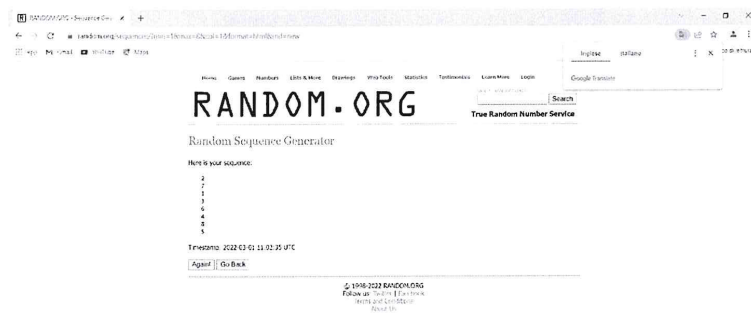 RANDOM.ORG - Sequence Gen
Gmail
Maps
Inglese Italiano
Google Translate
Home Games Numbers Lists & More Drawings Web Tools Statistics Testimonials Learn More Login
RANDOM.ORG
Search
True Random Number Service
Random Sequence Generator
Here is your sequence:
2
7
1
3
6
4
8
5
Timestamp: 2022-03-01 11:02:35 UTC
Again! Go Back
© 1998-2022 RANDOM.ORG
Follow us: Twitter | Facebook
Terms and Conditions
About Us